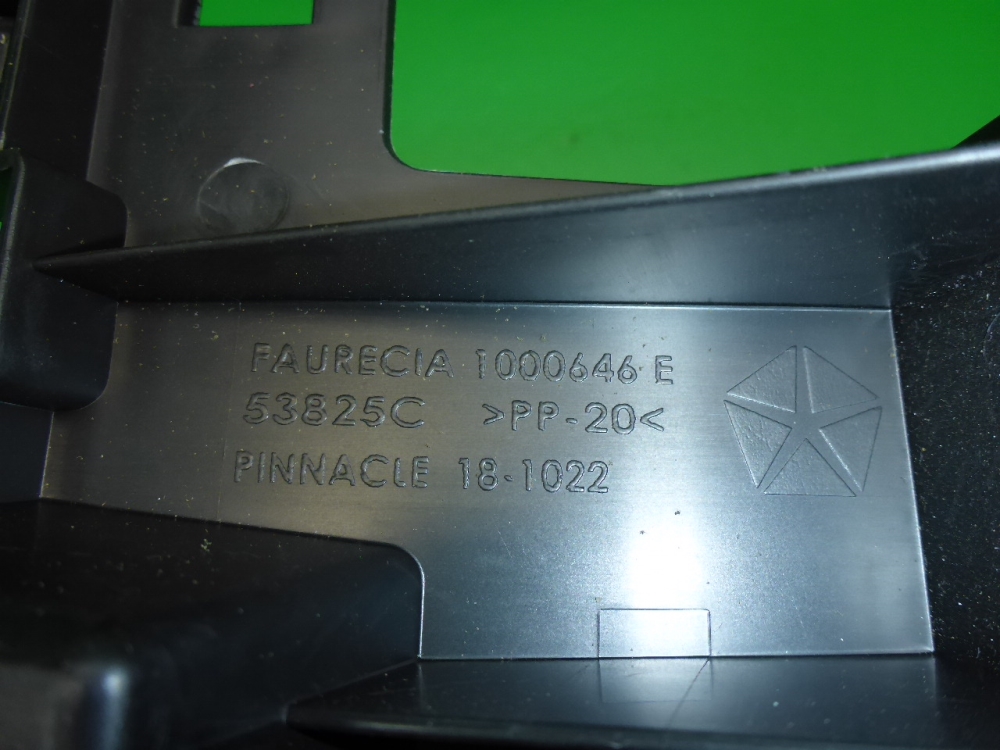 FAURECIA 1000646 E
53825C >PP-20<
PINNACLE 18-1022